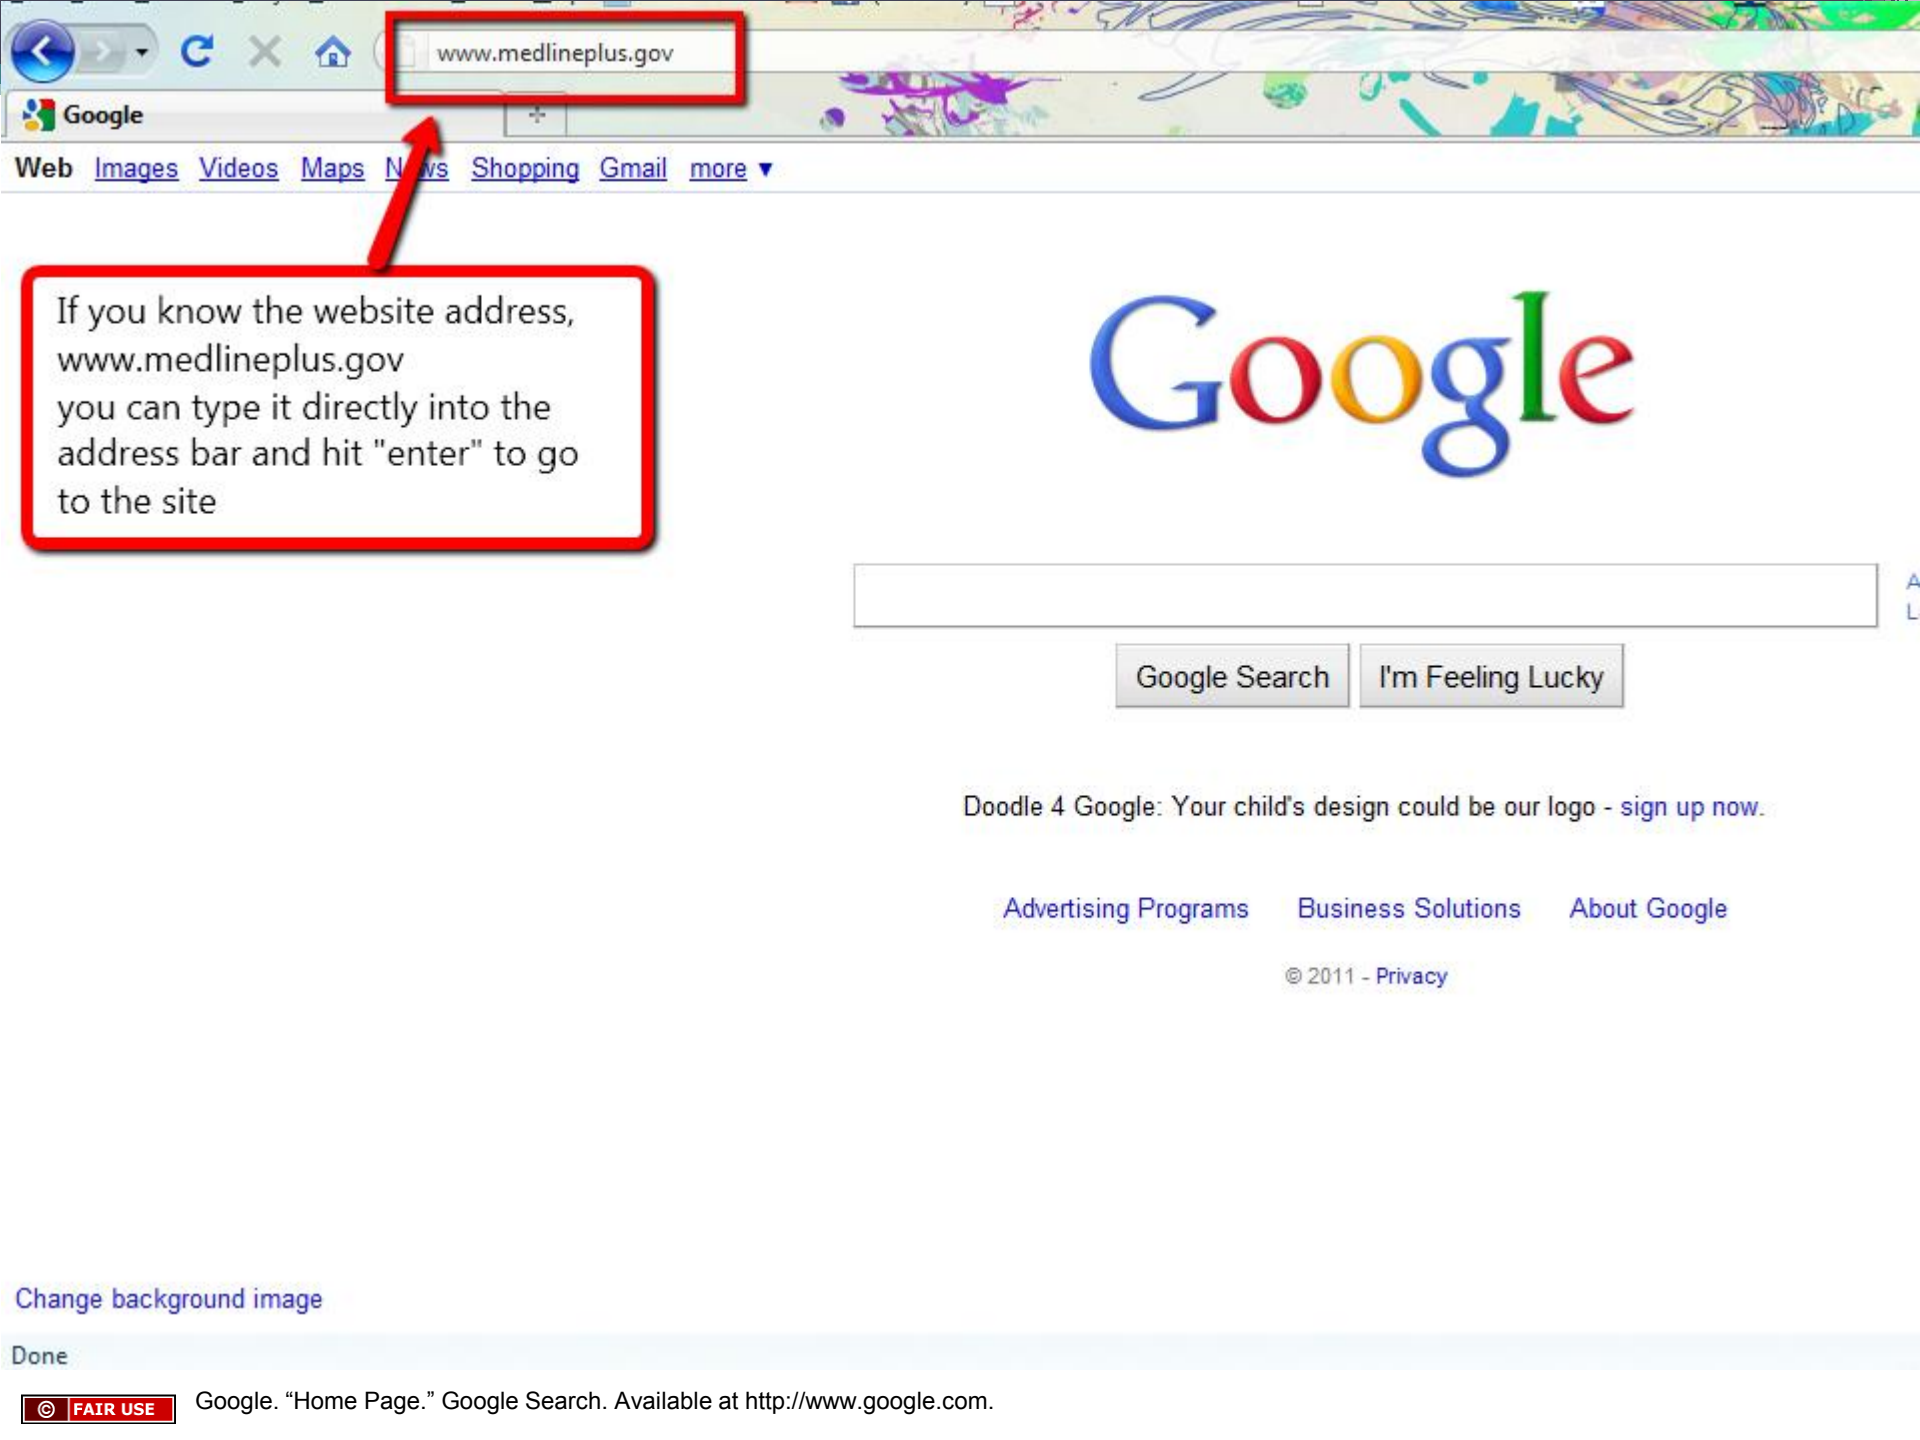 www.medlineplus.gov
Google
Web Images Videos Maps News Shopping Gmail more ▼
If you know the website address,
www.medlineplus.gov
you can type it directly into the
address bar and hit "enter" to go
to the site
Google
Google Search I'm Feeling Lucky
Doodle 4 Google: Your child's design could be our logo - sign up now.
Advertising Programs Business Solutions About Google
© 2011 - Privacy
Change background image
Done
© FAIR USE Google. “Home Page.” Google Search. Available at http://www.google.com.